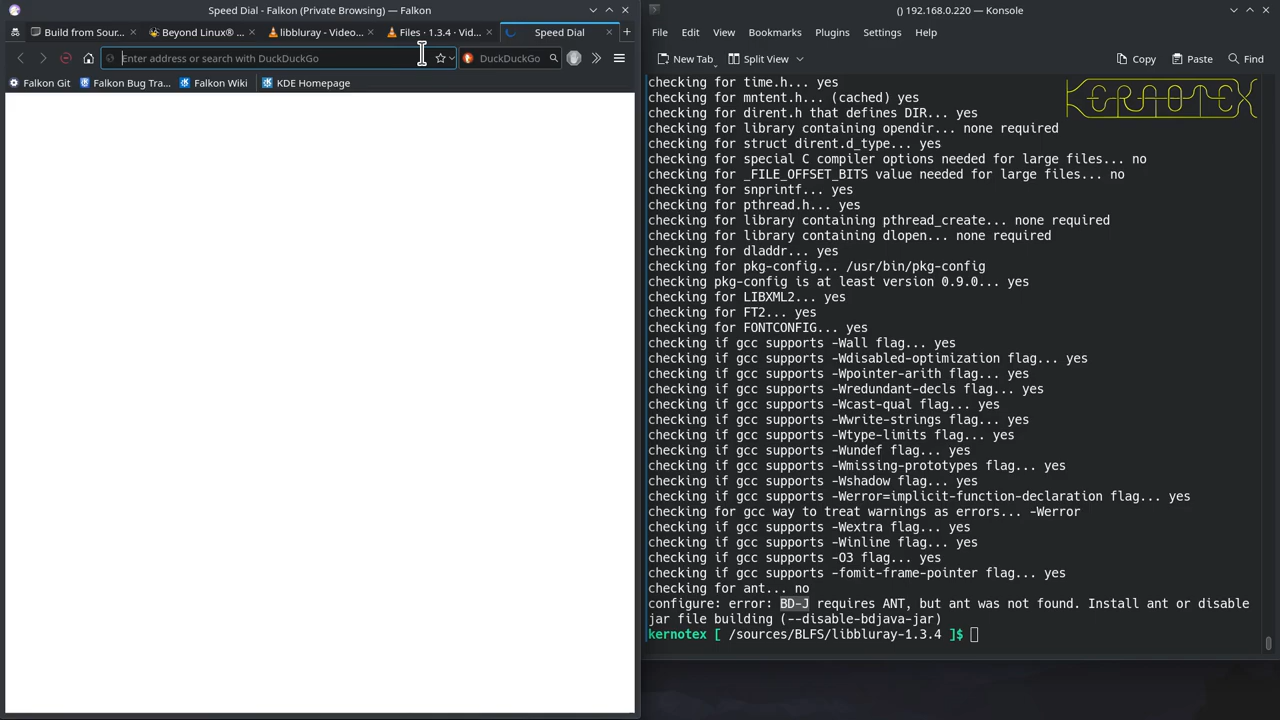 Speed Dial - Falkon (Private Browsing) — Falkon
Build from Sour...
Beyond Linux® ...
libbluray - Video...
Files · 1.3.4 · Vid...
Speed Dial
Enter address or search with DuckDuckGo
DuckDuckGo
Falkon Git
Falkon Bug Tra...
Falkon Wiki
KDE Homepage
() 192.168.0.220 — Konsole
File Edit View Bookmarks Plugins Settings Help
New Tab
Split View
Copy
Paste
Find
KERNOTEX
checking for time.h... yes
checking for mntent.h... (cached) yes
checking for dirent.h that defines DIR... yes
checking for library containing opendir... none required
checking for struct dirent.d_type... yes
checking for special C compiler options needed for large files... no
checking for _FILE_OFFSET_BITS value needed for large files... no
checking for snprintf... yes
checking for pthread.h... yes
checking for library containing pthread_create... none required
checking for library containing dlopen... none required
checking for dladdr... yes
checking for pkg-config... /usr/bin/pkg-config
checking pkg-config is at least version 0.9.0... yes
checking for LIBXML2... yes
checking for FT2... yes
checking for FONTCONFIG... yes
checking if gcc supports -Wall flag... yes
checking if gcc supports -Wdisabled-optimization flag... yes
checking if gcc supports -Wpointer-arith flag... yes
checking if gcc supports -Wredundant-decls flag... yes
checking if gcc supports -Wcast-qual flag... yes
checking if gcc supports -Wwrite-strings flag... yes
checking if gcc supports -Wtype-limits flag... yes
checking if gcc supports -Wundef flag... yes
checking if gcc supports -Wmissing-prototypes flag... yes
checking if gcc supports -Wshadow flag... yes
checking if gcc supports -Werror=implicit-function-declaration flag... yes
checking for gcc way to treat warnings as errors... -Werror
checking if gcc supports -Wextra flag... yes
checking if gcc supports -Winline flag... yes
checking if gcc supports -O3 flag... yes
checking if gcc supports -fomit-frame-pointer flag... yes
checking for ant... no
configure: error: BD-J requires ANT, but ant was not found. Install ant or disable
jar file building (--disable-bdjava-jar)
kernotex [ /sources/BLFS/libbluray-1.3.4 ]$